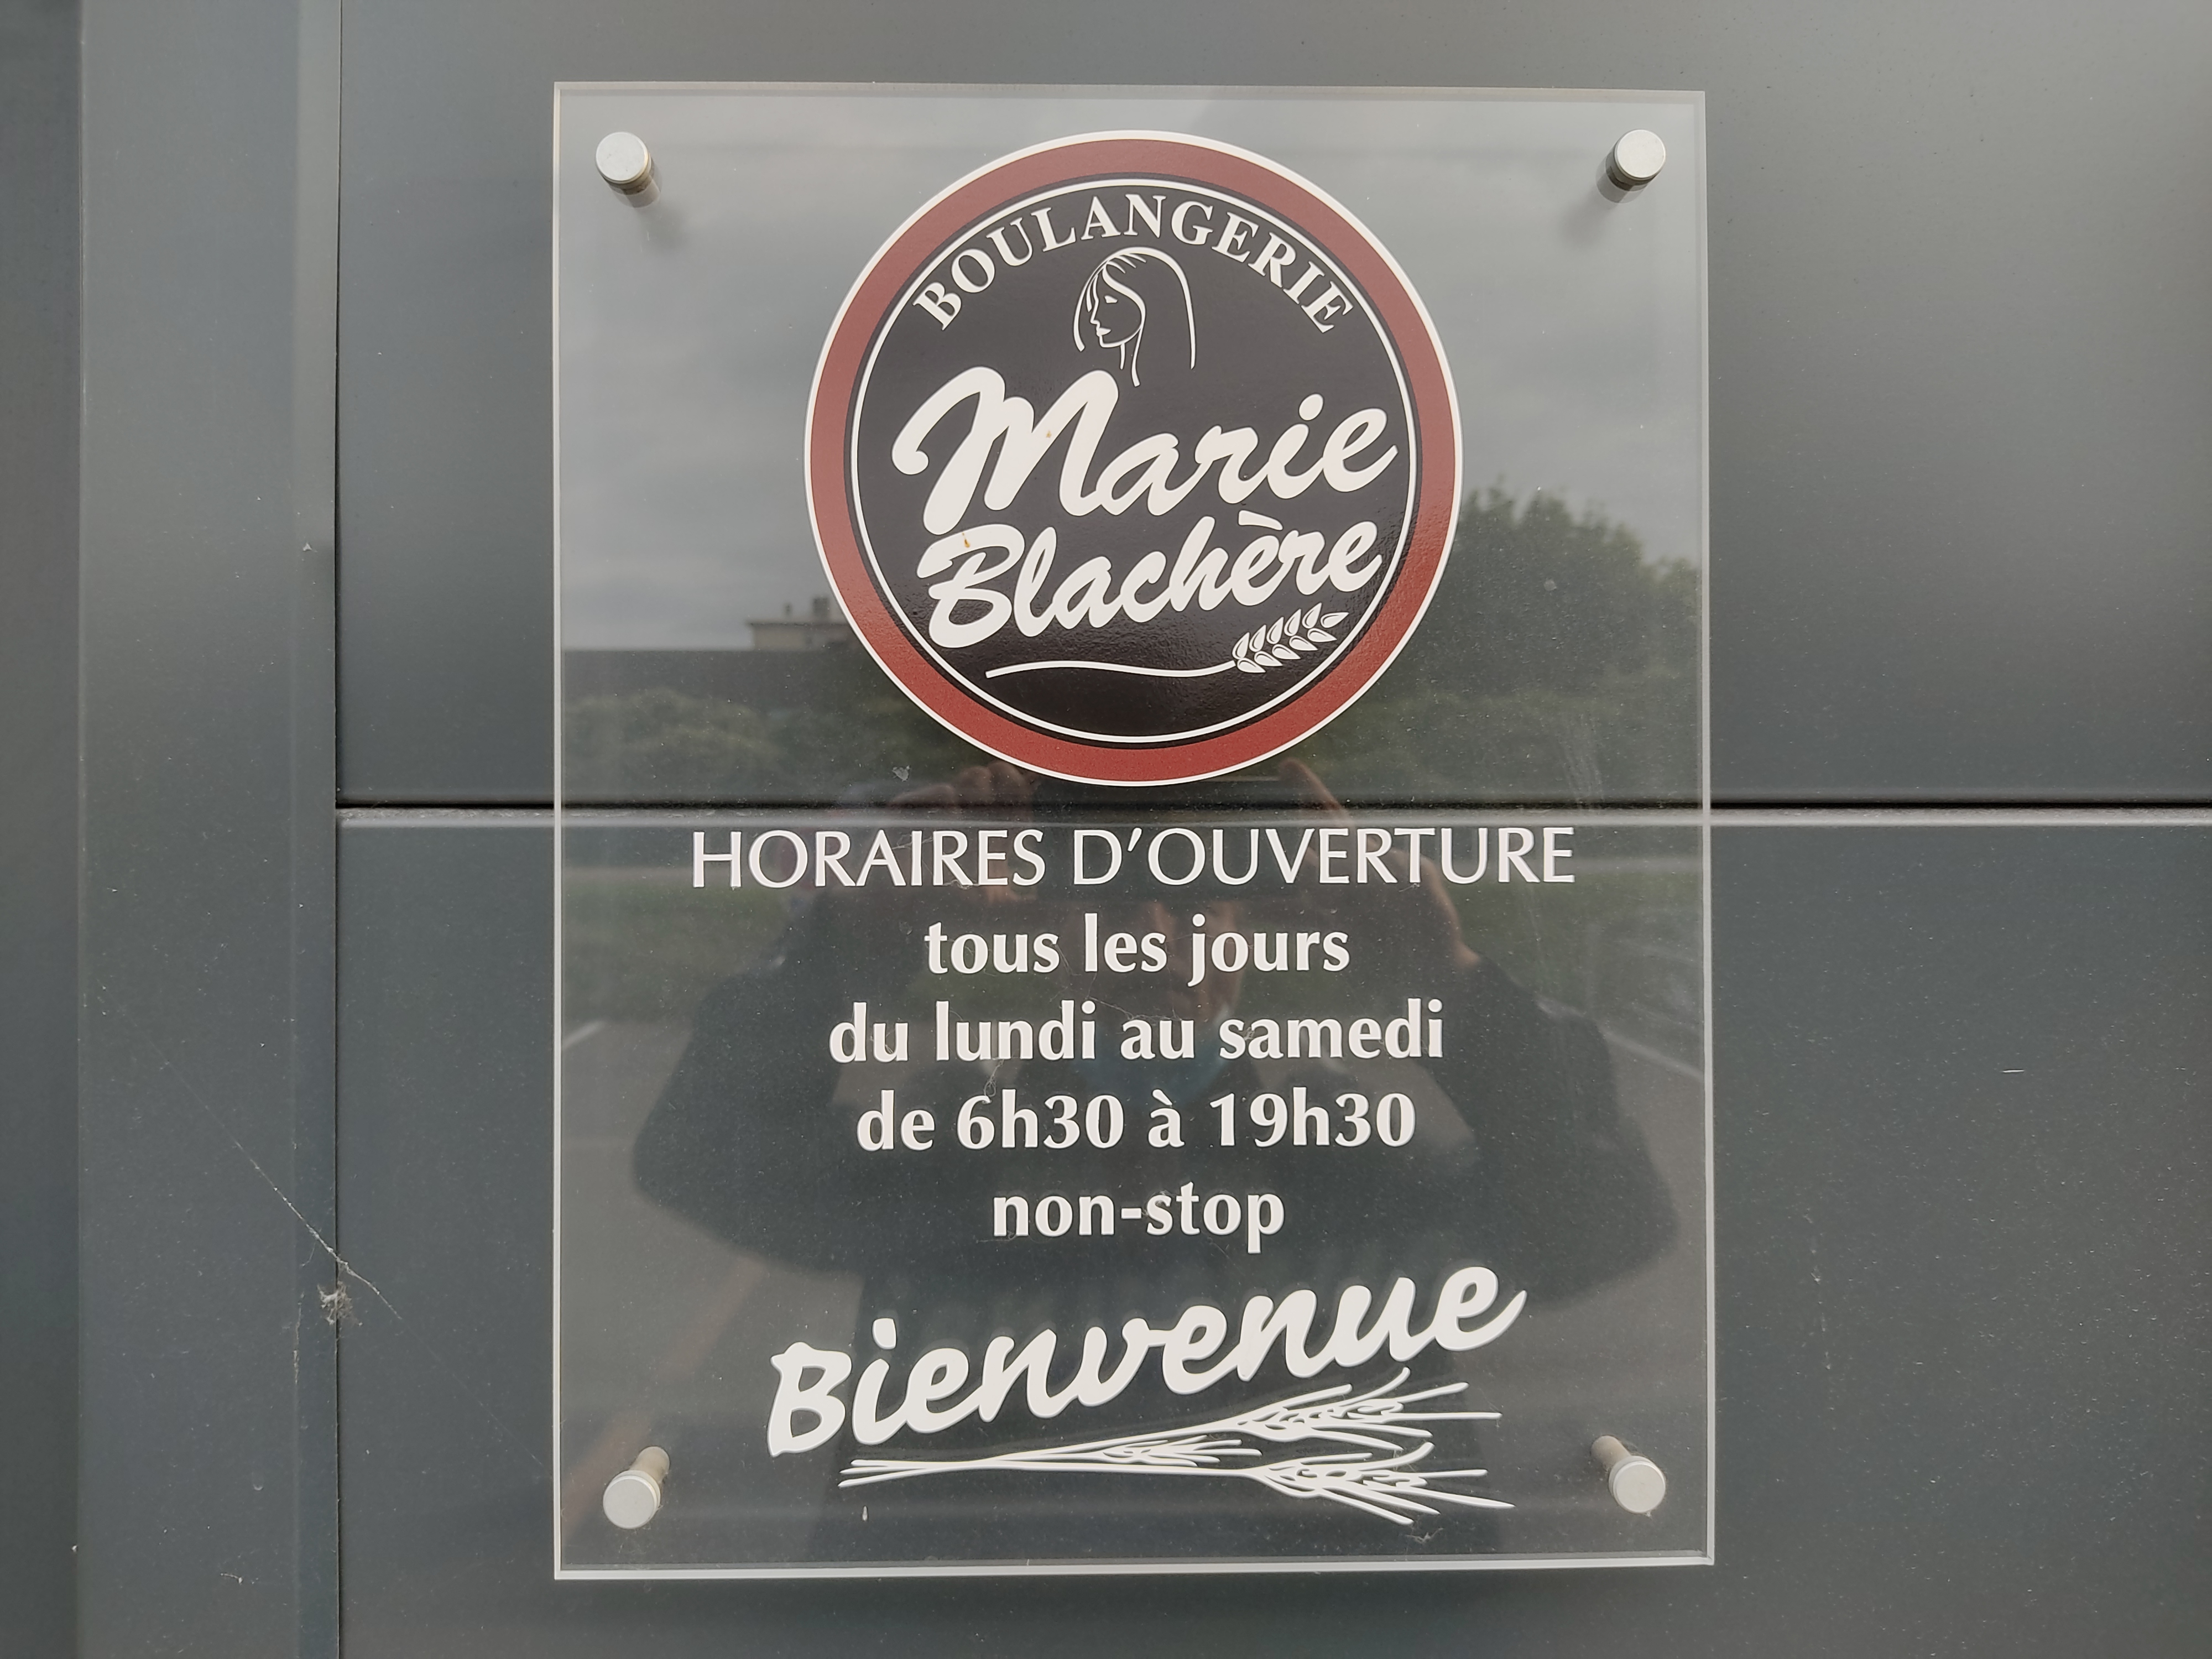 BOULANGERIE
Marie
Blachère
HORAIRES D'OUVERTURE
tous les jours
du lundi au samedi
de 6h30 à 19h30
non-stop
Bienvenue